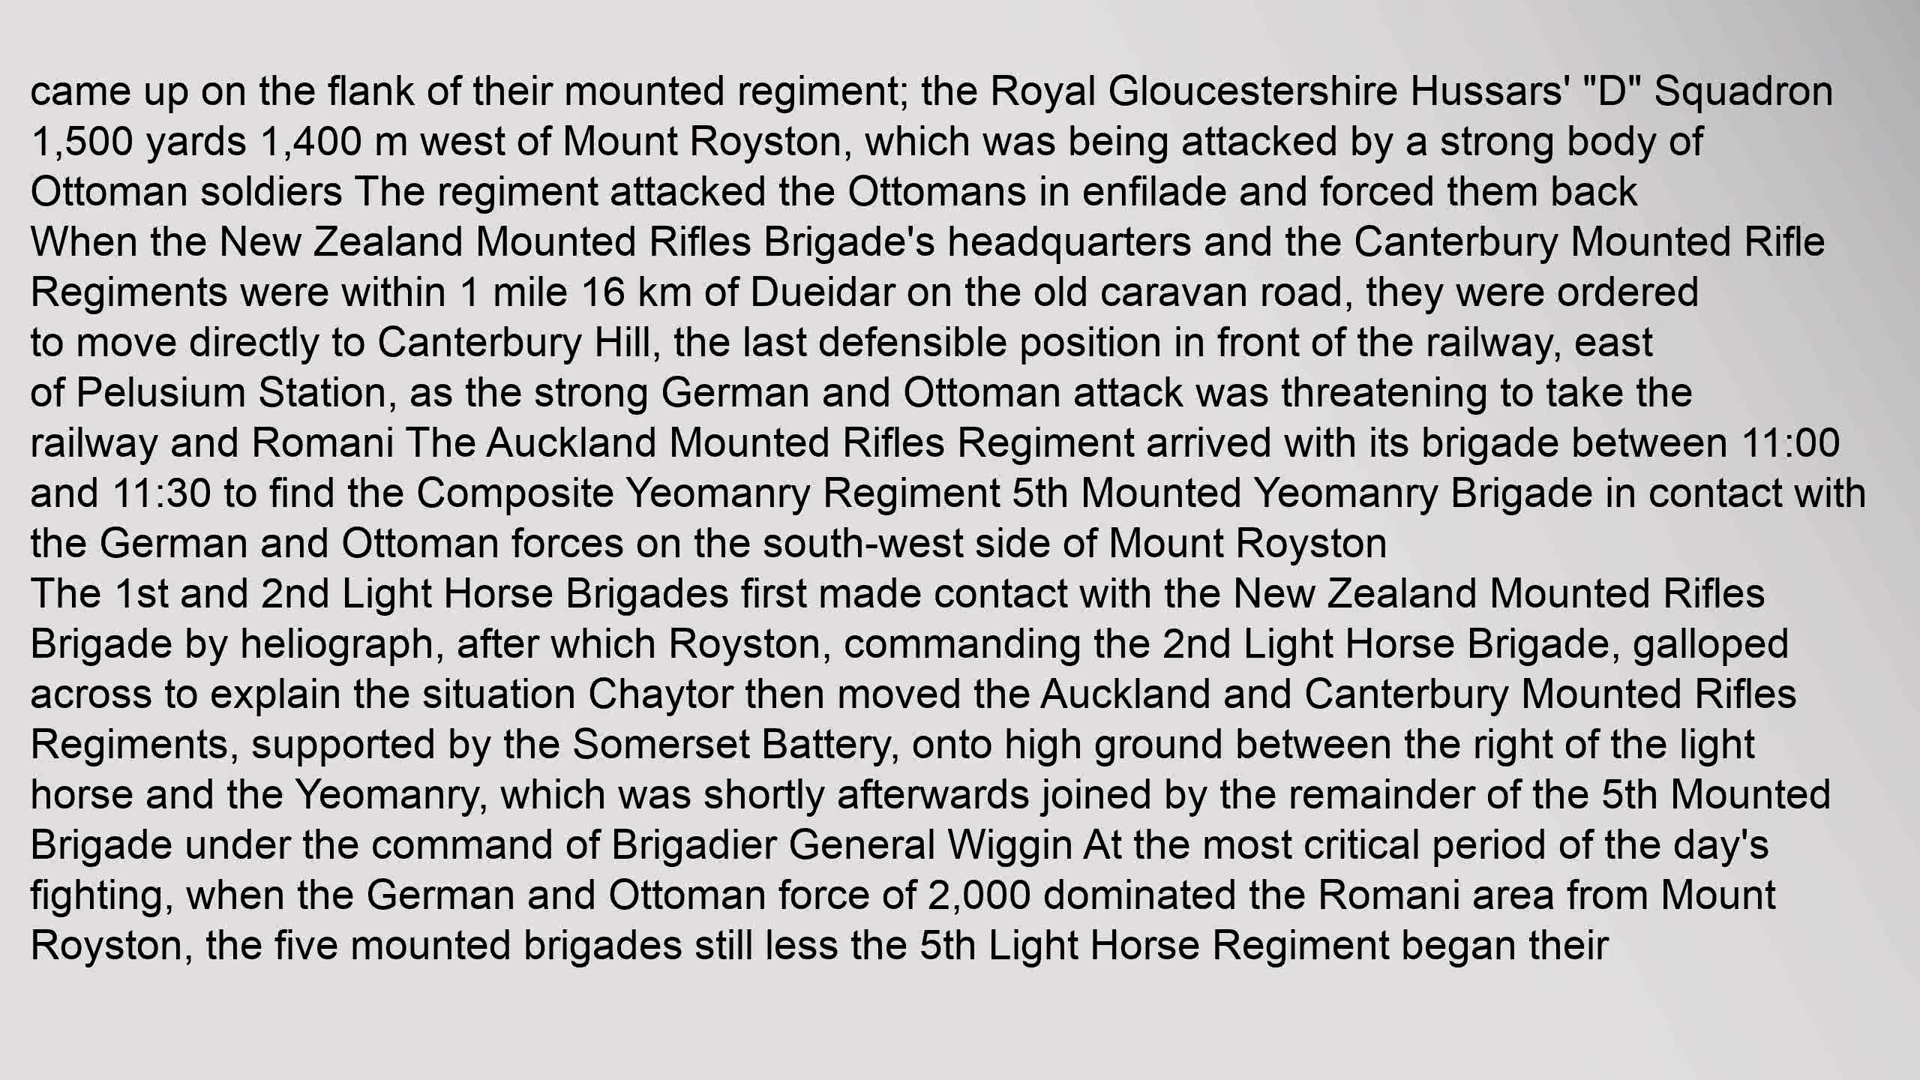 came up on the flank of their mounted regiment; the Royal Gloucestershire Hussars' "D" Squadron
1,500 yards 1,400 m west of Mount Royston, which was being attacked by a strong body of
Ottoman soldiers The regiment attacked the Ottomans in enfilade and forced them back
When the New Zealand Mounted Rifles Brigade's headquarters and the Canterbury Mounted Rifle
Regiments were within 1 mile 16 km of Dueidar on the old caravan road, they were ordered
to move directly to Canterbury Hill, the last defensible position in front of the railway, east
of Pelusium Station, as the strong German and Ottoman attack was threatening to take the
railway and Romani The Auckland Mounted Rifles Regiment arrived with its brigade between 11:00
and 11:30 to find the Composite Yeomanry Regiment 5th Mounted Yeomanry Brigade in contact with
the German and Ottoman forces on the south-west side of Mount Royston
The 1st and 2nd Light Horse Brigades first made contact with the New Zealand Mounted Rifles
Brigade by heliograph, after which Royston, commanding the 2nd Light Horse Brigade, galloped
across to explain the situation Chaytor then moved the Auckland and Canterbury Mounted Rifles
Regiments, supported by the Somerset Battery, onto high ground between the right of the light
horse and the Yeomanry, which was shortly afterwards joined by the remainder of the 5th Mounted
Brigade under the command of Brigadier General Wiggin At the most critical period of the day's
fighting, when the German and Ottoman force of 2,000 dominated the Romani area from Mount
Royston, the five mounted brigades still less the 5th Light Horse Regiment began their